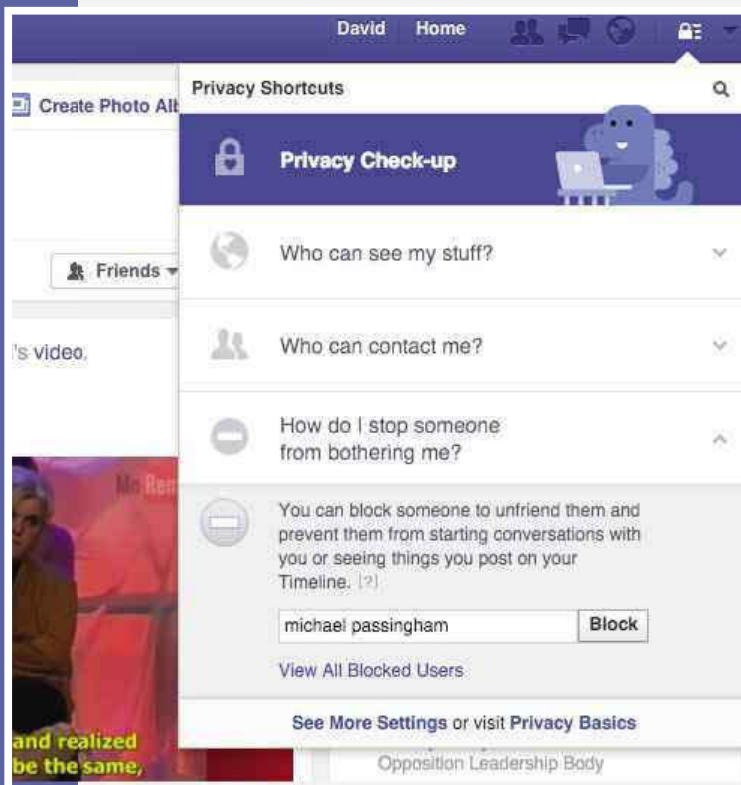 David Home
Privacy Shortcuts
Create Photo Alb
Privacy Check-up
Who can see my stuff?
Friends
's video.
Who can contact me?
How do I stop someone
from bothering me?
You can block someone to unfriend them and
prevent them from starting conversations with
you or seeing things you post on your
Timeline. [?]
michael passingham Block
View All Blocked Users
See More Settings or visit Privacy Basics
and realized
be the same,
Opposition Leadership Body